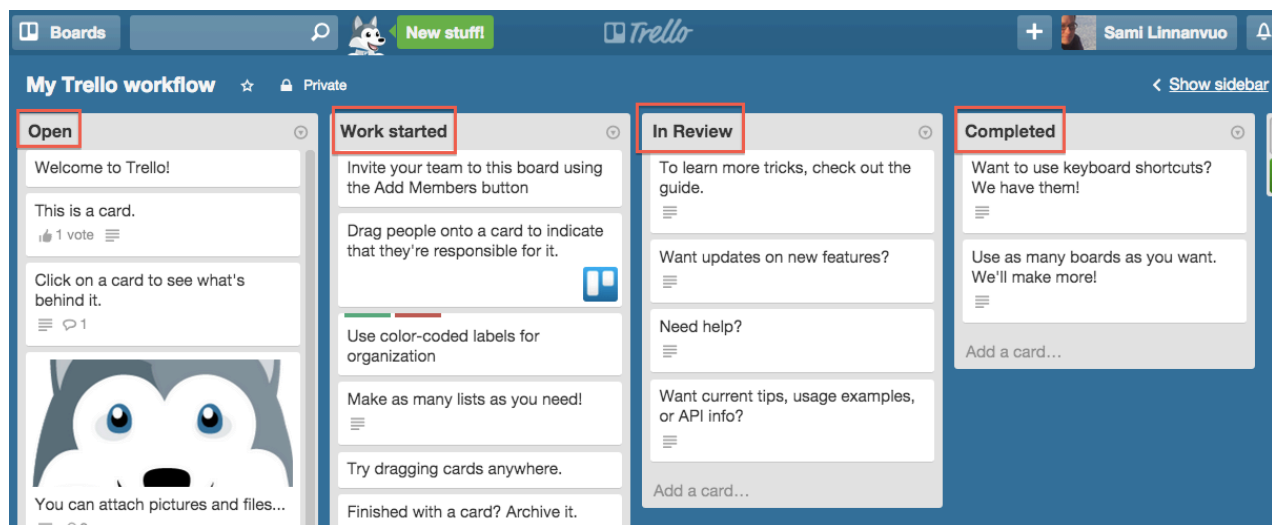 Boards
New stuff!
Trello
+
Sami Linnanvuo
My Trello workflow
Private
< Show sidebar
Open
Welcome to Trello!
This is a card.
1 vote
Click on a card to see what's
behind it.
1
You can attach pictures and files...
Work started
Invite your team to this board using
the Add Members button
Drag people onto a card to indicate
that they're responsible for it.
Use color-coded labels for
organization
Make as many lists as you need!
Try dragging cards anywhere.
Finished with a card? Archive it.
In Review
To learn more tricks, check out the
guide.
Want updates on new features?
Need help?
Want current tips, usage examples,
or API info?
Add a card...
Completed
Want to use keyboard shortcuts?
We have them!
Use as many boards as you want.
We'll make more!
Add a card...